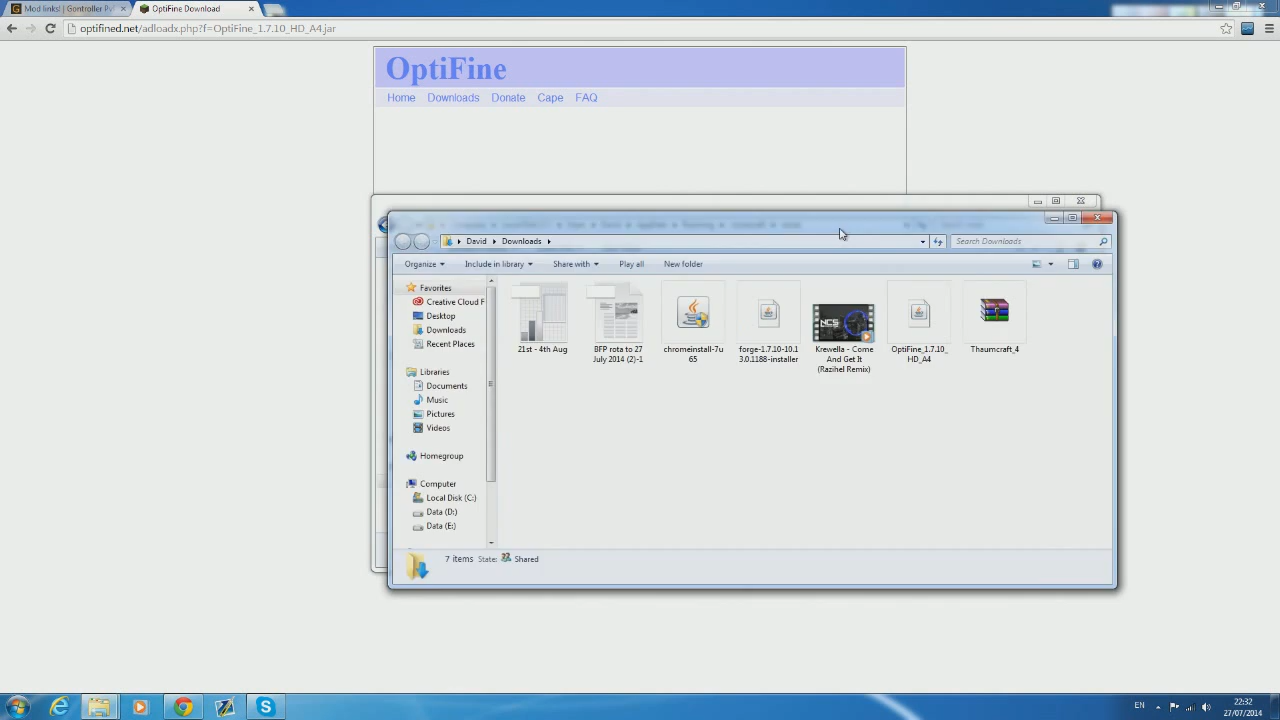 Mod links! | Gontroller Pv
OptiFine Download
optifined.net/adloadx.php?f=OptiFine_1.7.10_HD_A4.jar
OptiFine
Home Downloads Donate Cape FAQ
David Downloads
Search Downloads
Organize Include in library Share with Play all New folder
Favorites
Creative Cloud F
Desktop
Downloads
Recent Places
Libraries
Documents
Music
Pictures
Videos
Homegroup
Computer
Local Disk (C:)
Data (D:)
Data (E:)
21st - 4th Aug
BFP rota to 27
July 2014 (2)-1
chromeinstall-7u
65
forge-1.7.10-10.1
3.0.1188-installer
NCS
Krewella - Come
And Get It
(Razihel Remix)
OptiFine_1.7.10_
HD_A4
Thaumcraft_4
7 items State: Shared
EN
22:32
27/07/2014